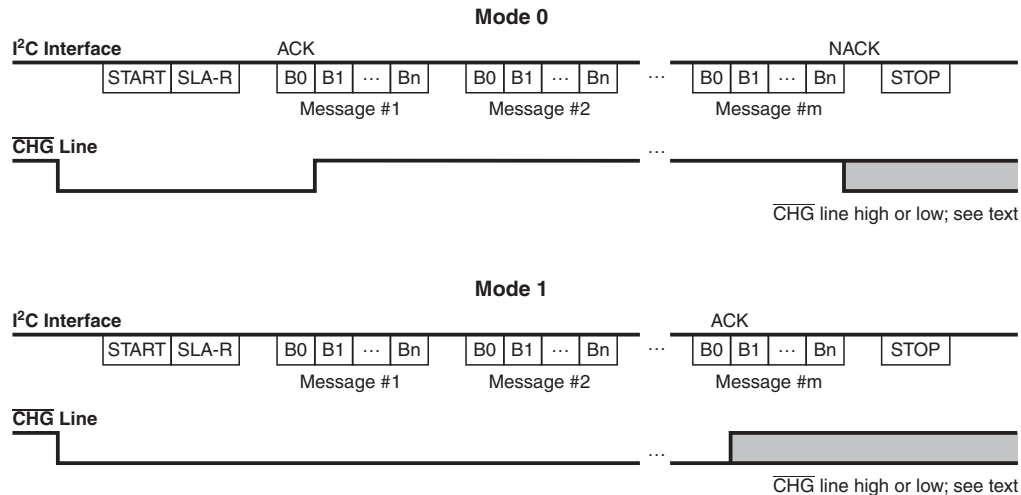 Mode 0
I²C Interface
ACK
NACK
START SLA-R B0 B1 ... Bn B0 B1 ... Bn ... B0 B1 ... Bn STOP
Message #1 Message #2 Message #m
CHG Line
...
CHG line high or low; see text
Mode 1
I²C Interface
ACK
START SLA-R B0 B1 ... Bn B0 B1 ... Bn ... B0 B1 ... Bn STOP
Message #1 Message #2 Message #m
CHG Line
...
CHG line high or low; see text